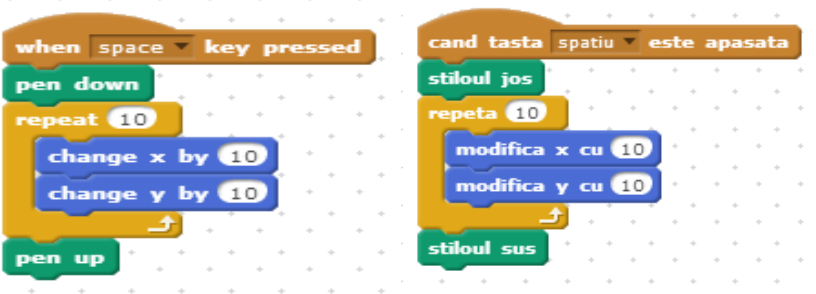 when space key pressed
pen down
repeat 10
change x by 10
change y by 10
pen up
cand tasta spatiu este apasata
stiloul jos
repeta 10
modifica x cu 10
modifica y cu 10
stiloul sus